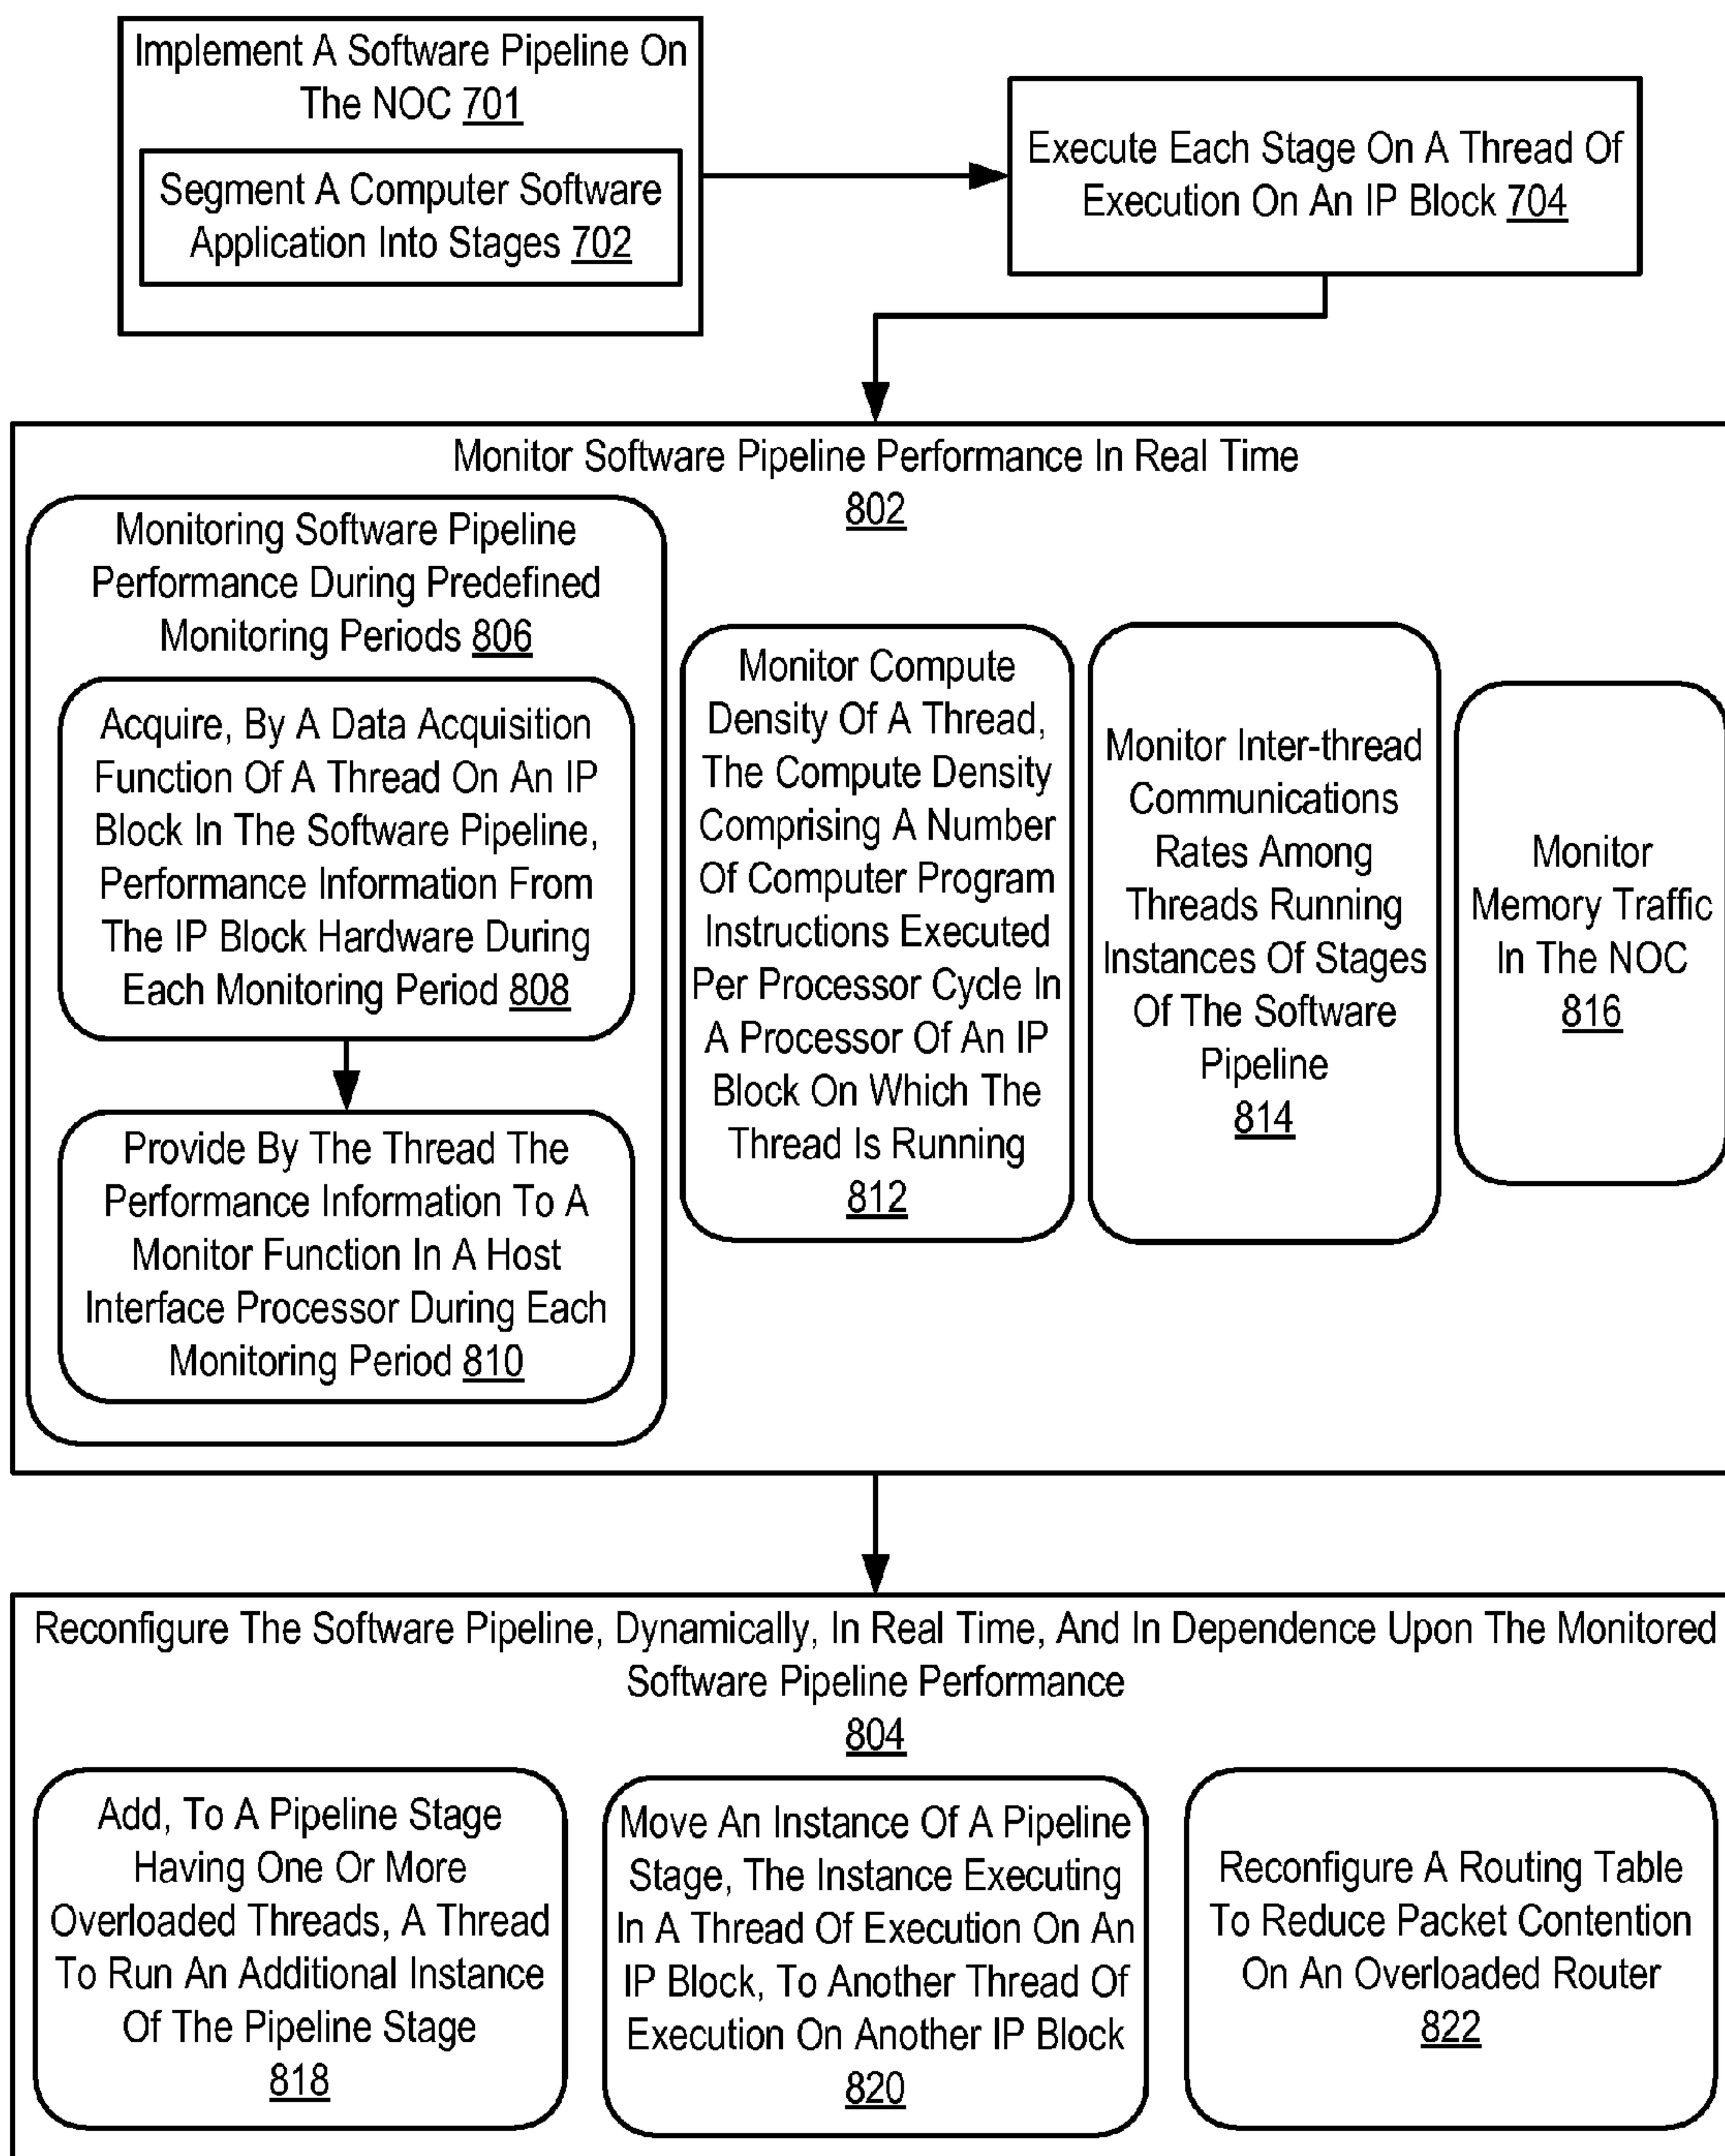 Implement A Software Pipeline On
The NOC 701
Segment A Computer Software
Application Into Stages 702
Execute Each Stage On A Thread Of
Execution On An IP Block 704
Monitor Software Pipeline Performance In Real Time
802
Monitoring Software Pipeline
Performance During Predefined
Monitoring Periods 806
Acquire, By A Data Acquisition
Function Of A Thread On An IP
Block In The Software Pipeline,
Performance Information From
The IP Block Hardware During
Each Monitoring Period 808
Provide By The Thread The
Performance Information To A
Monitor Function In A Host
Interface Processor During Each
Monitoring Period 810
Monitor Compute
Density Of A Thread,
The Compute Density
Comprising A Number
Of Computer Program
Instructions Executed
Per Processor Cycle In
A Processor Of An IP
Block On Which The
Thread Is Running
812
Monitor Inter-thread
Communications
Rates Among
Threads Running
Instances Of Stages
Of The Software
Pipeline
814
Monitor
Memory Traffic
In The NOC
816
Reconfigure The Software Pipeline, Dynamically, In Real Time, And In Dependence Upon The Monitored
Software Pipeline Performance
804
Add, To A Pipeline Stage
Having One Or More
Overloaded Threads, A Thread
To Run An Additional Instance
Of The Pipeline Stage
818
Move An Instance Of A Pipeline
Stage, The Instance Executing
In A Thread Of Execution On An
IP Block, To Another Thread Of
Execution On Another IP Block
820
Reconfigure A Routing Table
To Reduce Packet Contention
On An Overloaded Router
822